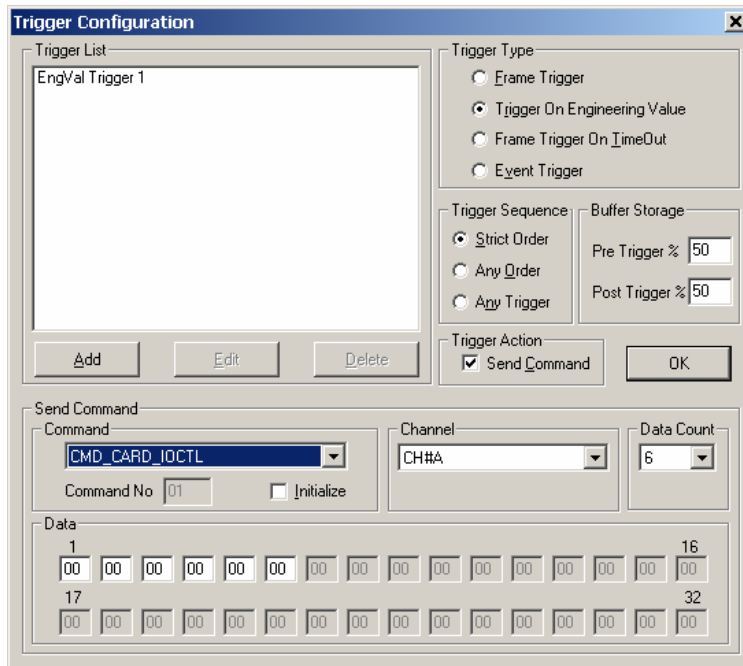 Trigger Configuration
Trigger List
EngVal Trigger 1
Add
Edit
Delete
Trigger Type
Frame Trigger
Trigger On Engineering Value
Frame Trigger On TimeOut
Event Trigger
Trigger Sequence
Strict Order
Any Order
Any Trigger
Buffer Storage
Pre Trigger % 50
Post Trigger % 50
Trigger Action
Send Command
OK
Send Command
Command
CMD_CARD_IOCTL
Command No 01
Initialize
Channel
CH#A
Data Count
6
Data
1 16
00 00 00 00 00 00 00 00 00 00 00 00 00 00 00 00
17 32
00 00 00 00 00 00 00 00 00 00 00 00 00 00 00 00